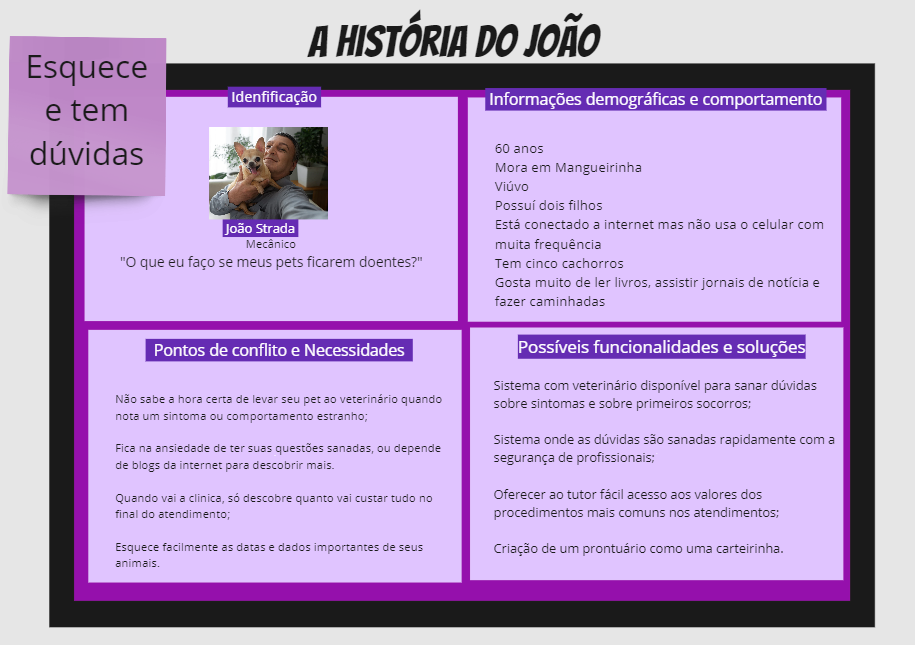 A HISTÓRIA DO JOÃO
Esquece
e tem
dúvidas
Idenfificação
João Strada
Mecânico
"O que eu faço se meus pets ficarem doentes?"
Informações demográficas e comportamento
60 anos
Mora em Mangueirinha
Viúvo
Possuí dois filhos
Está conectado a internet mas não usa o celular com
muita frequência
Tem cinco cachorros
Gosta muito de ler livros, assistir jornais de notícia e
fazer caminhadas
Pontos de conflito e Necessidades
Não sabe a hora certa de levar seu pet ao veterinário quando
nota um sintoma ou comportamento estranho;
Fica na ansiedade de ter suas questões sanadas, ou depende
de blogs da internet para descobrir mais.
Quando vai a clinica, só descobre quanto vai custar tudo no
final do atendimento;
Esquece facilmente as datas e dados importantes de seus
animais.
Possíveis funcionalidades e soluções
Sistema com veterinário disponível para sanar dúvidas
sobre sintomas e sobre primeiros socorros;
Sistema onde as dúvidas são sanadas rapidamente com a
segurança de profissionais;
Oferecer ao tutor fácil acesso aos valores dos
procedimentos mais comuns nos atendimentos;
Criação de um prontuário como uma carteirinha.